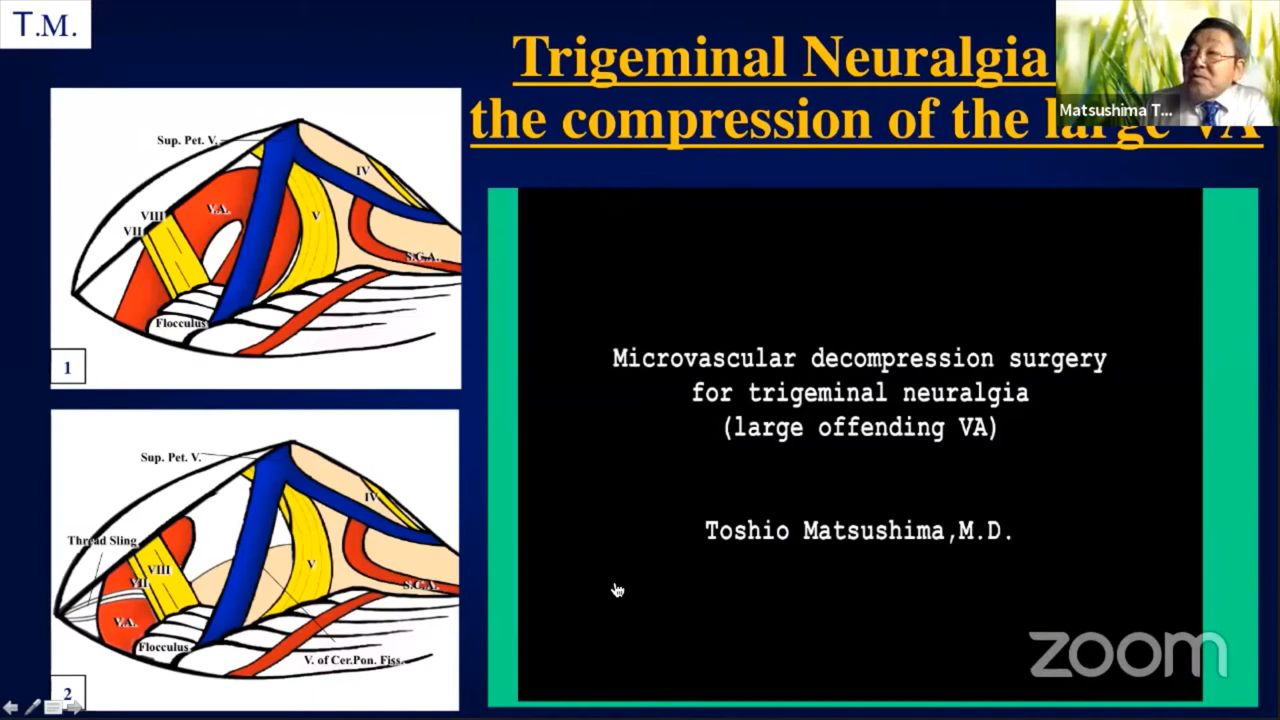 T.M.
Trigeminal Neuralgia
the compression of the large VA
Matsushima T...
Sup. Pet. V.
IV
VIII
V.A.
V
VII
S.C.A.
Flocculus
1
Sup. Pet. V.
IV
Thread Sling
VIII
V
VII
S.C.A.
V.A.
Flocculus
V. of Cer.Pon. Fiss.
2
Microvascular decompression surgery
for trigeminal neuralgia
(large offending VA)
Toshio Matsushima,M.D.
zoom